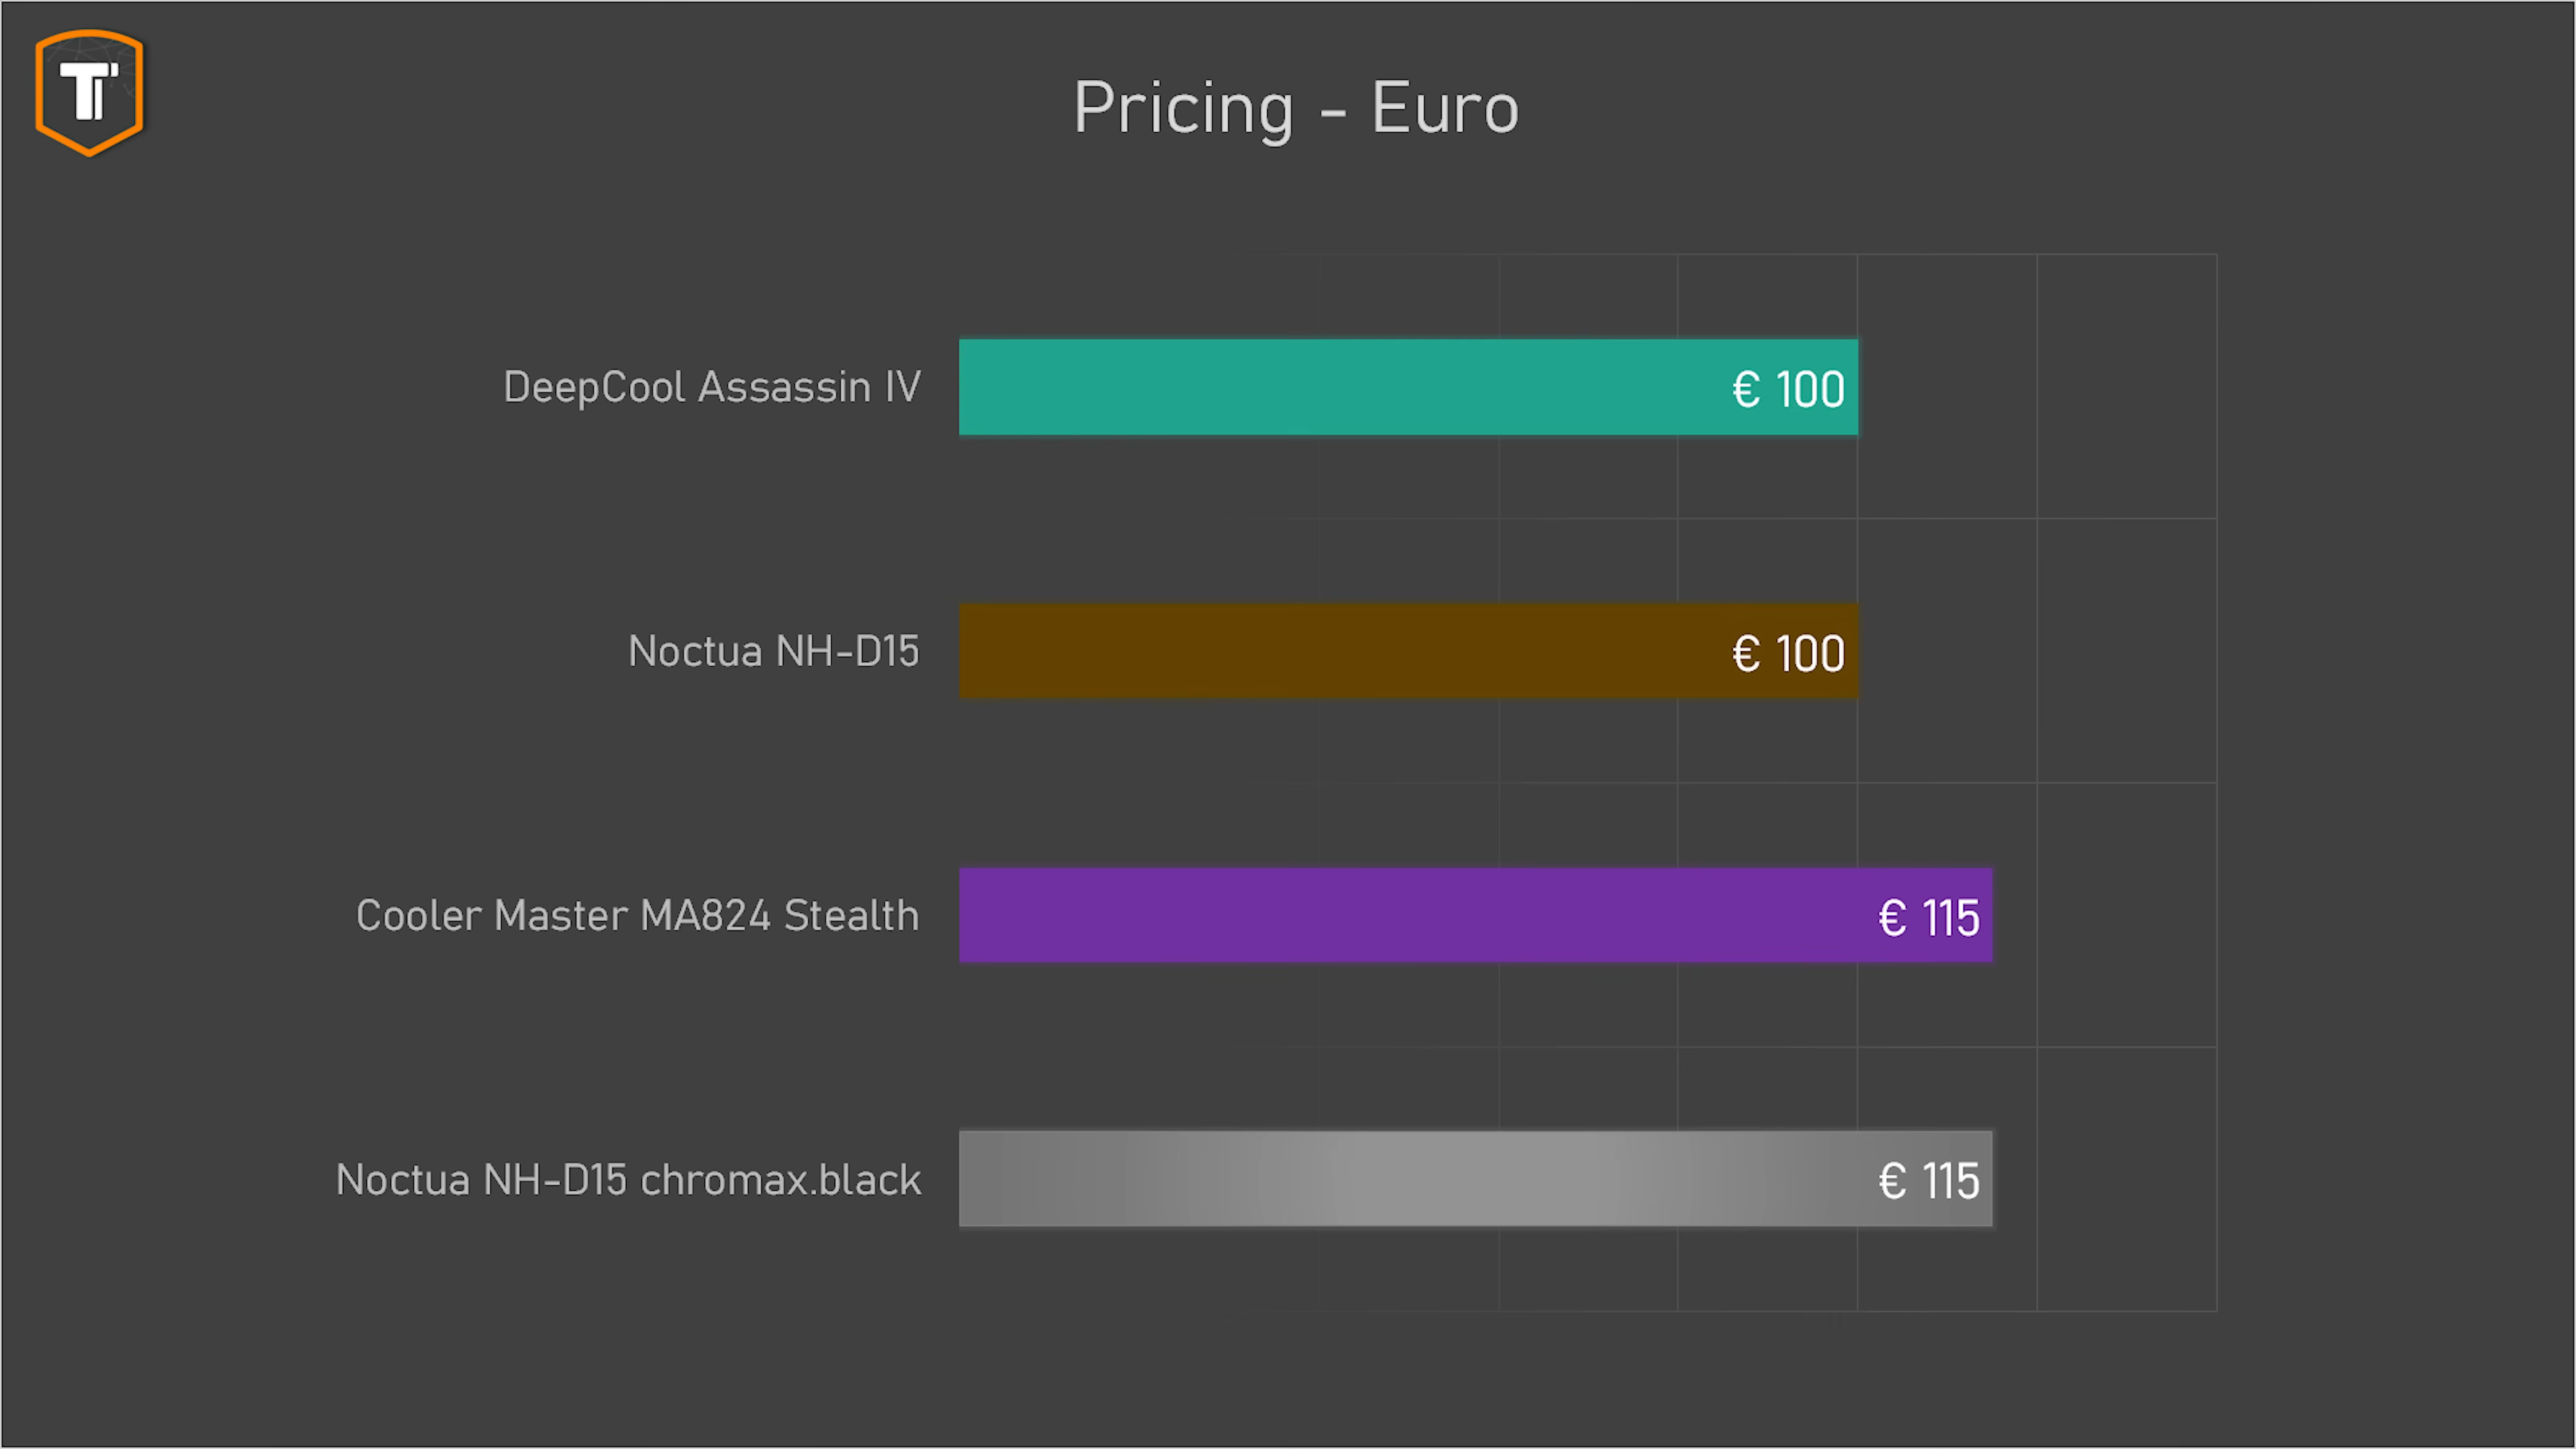 Pricing - Euro
DeepCool Assassin IV
€ 100
Noctua NH-D15
€ 100
Cooler Master MA824 Stealth
€ 115
Noctua NH-D15 chromax.black
€ 115